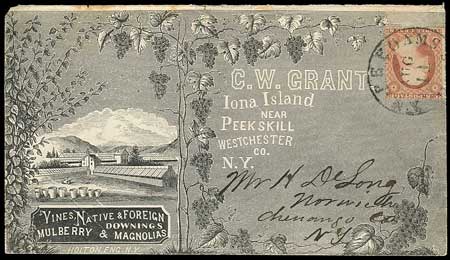 C. W. GRANT
Iona Island
NEAR
PEEKSKILL
WESTCHESTER
CO.
N.Y.
VINES, NATIVE & FOREIGN
DOWNINGS
MULBERRY & MAGNOLIAS
Mr H DeLong
Norwich
Chenango Co
N.Y.
N.Y.